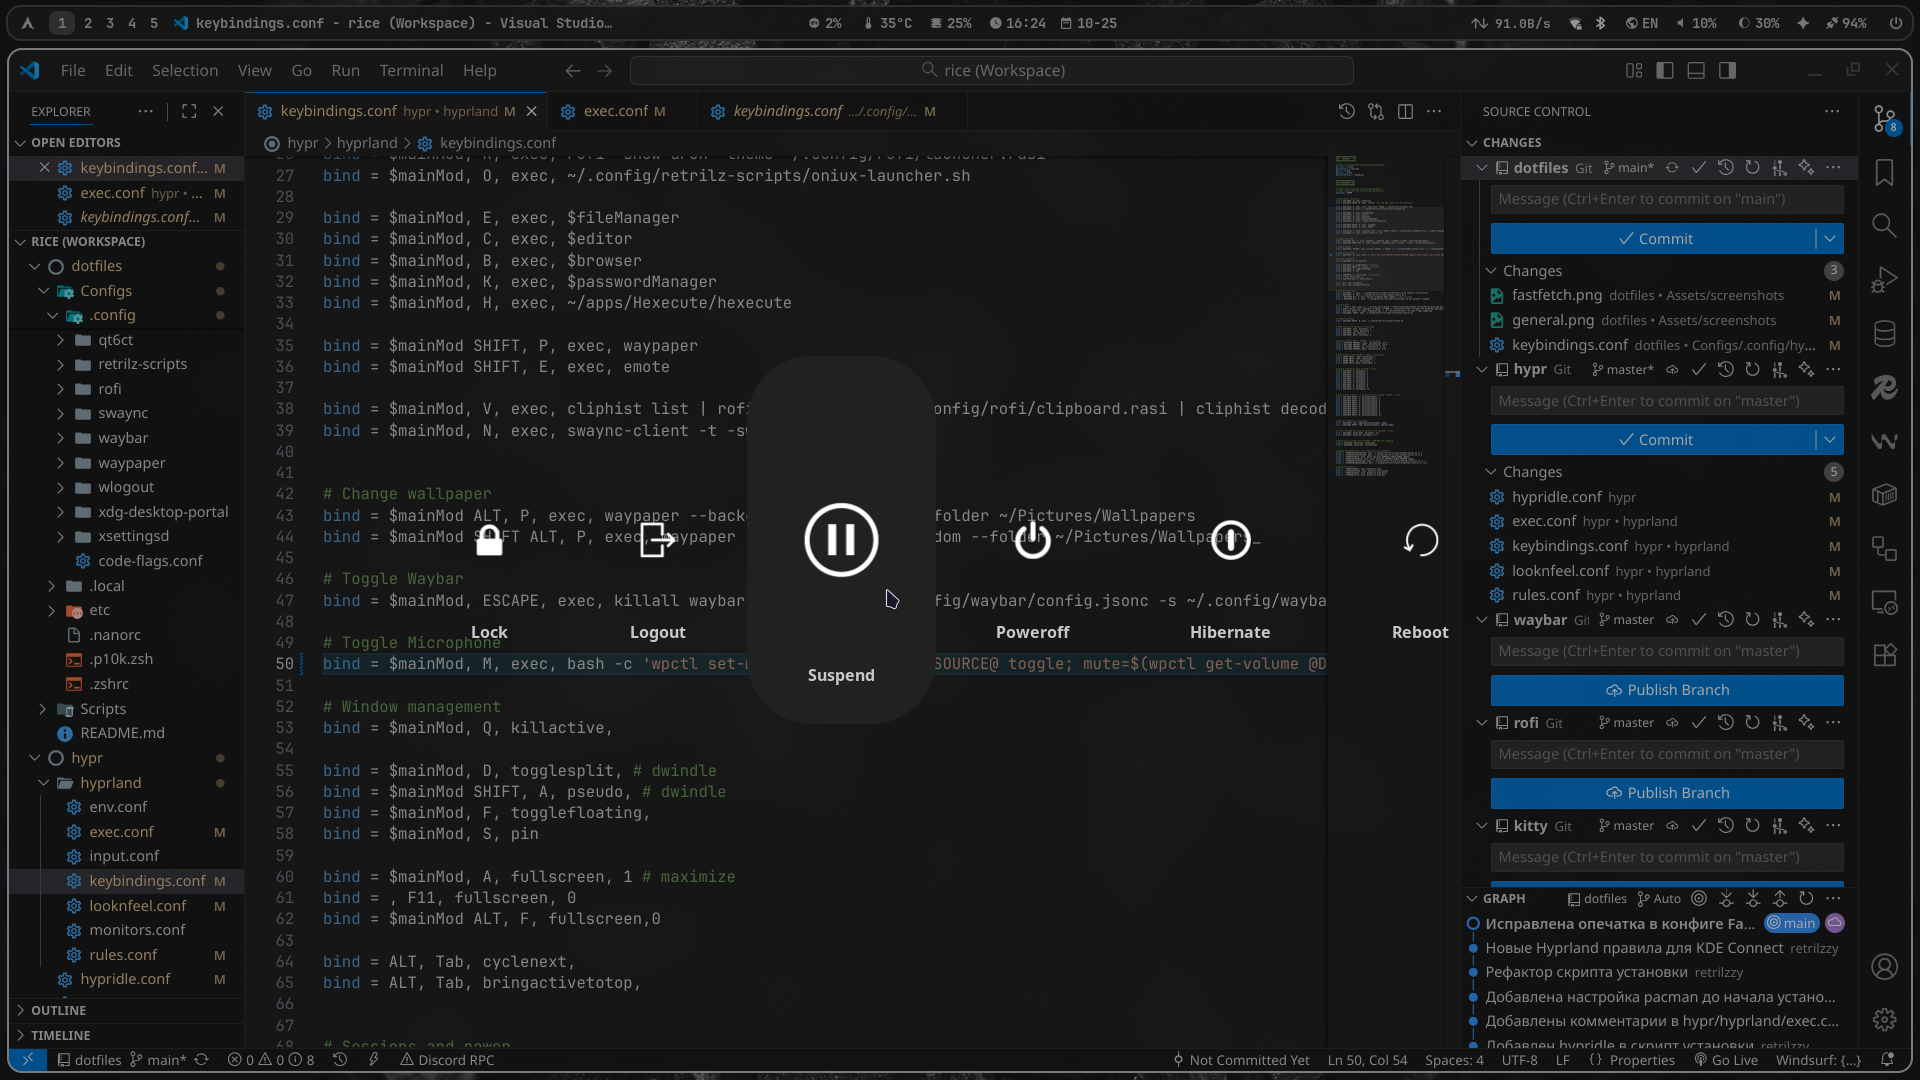 1 2 3 4 5 keybindings.conf - rice (Workspace) - Visual Studio… 2% 35°C 25% 16:24 10-25 91.0B/s EN 10% 30% 94%
File Edit Selection View Go Run Terminal Help rice (Workspace)
EXPLORER
OPEN EDITORS
keybindings.conf... M
exec.conf hypr • ... M
keybindings.conf... M
RICE (WORKSPACE)
dotfiles
Configs
.config
qt6ct
retrilz-scripts
rofi
swaync
waybar
waypaper
wlogout
xdg-desktop-portal
xsettingsd
code-flags.conf
.local
etc
.nanorc
.p10k.zsh
.zshrc
Scripts
README.md
hypr
hyprland
env.conf
exec.conf M
input.conf
keybindings.conf M
looknfeel.conf M
monitors.conf
rules.conf M
hypridle.conf M
OUTLINE
TIMELINE
keybindings.conf hypr • hyprland M exec.conf M keybindings.conf .../.config/... M
hypr > hyprland > keybindings.conf
27 bind = $mainMod, O, exec, ~/.config/retrilz-scripts/oniux-launcher.sh
28
29 bind = $mainMod, E, exec, $fileManager
30 bind = $mainMod, C, exec, $editor
31 bind = $mainMod, B, exec, $browser
32 bind = $mainMod, K, exec, $passwordManager
33 bind = $mainMod, H, exec, ~/apps/Hexecute/hexecute
34
35 bind = $mainMod SHIFT, P, exec, waypaper
36 bind = $mainMod SHIFT, E, exec, emote
37
38 bind = $mainMod, V, exec, cliphist list | rofi onfig/rofi/clipboard.rasi | cliphist decod
39 bind = $mainMod, N, exec, swaync-client -t -sw
40
41
42 # Change wallpaper
43 bind = $mainMod ALT, P, exec, waypaper --backe folder ~/Pictures/Wallpapers
44 bind = $mainMod SHIFT ALT, P, exec, waypaper dom --folder ~/Pictures/Wallpapers
45
46 # Toggle Waybar
47 bind = $mainMod, ESCAPE, exec, killall waybar fig/waybar/config.jsonc -s ~/.config/wayba
48
49 # Toggle Microphone
50 bind = $mainMod, M, exec, bash -c 'wpctl set-m SOURCE@ toggle; mute=$(wpctl get-volume @D
51
52 # Window management
53 bind = $mainMod, Q, killactive,
54
55 bind = $mainMod, D, togglesplit, # dwindle
56 bind = $mainMod SHIFT, A, pseudo, # dwindle
57 bind = $mainMod, F, togglefloating,
58 bind = $mainMod, S, pin
59
60 bind = $mainMod, A, fullscreen, 1 # maximize
61 bind = , F11, fullscreen, 0
62 bind = $mainMod ALT, F, fullscreen,0
63
64 bind = ALT, Tab, cyclenext,
65 bind = ALT, Tab, bringactivetotop,
66
67
68 # Sessions and power
Lock
Logout
Suspend
Poweroff
Hibernate
Reboot
SOURCE CONTROL
CHANGES
dotfiles Git main*
Message (Ctrl+Enter to commit on "main")
Commit
Changes 3
fastfetch.png dotfiles • Assets/screenshots M
general.png dotfiles • Assets/screenshots M
keybindings.conf dotfiles • Configs/.config/hy... M
hypr Git master*
Message (Ctrl+Enter to commit on "master")
Commit
Changes 5
hypridle.conf hypr M
exec.conf hypr • hyprland M
keybindings.conf hypr • hyprland M
looknfeel.conf hypr • hyprland M
rules.conf hypr • hyprland M
waybar Git master
Message (Ctrl+Enter to commit on "master")
Publish Branch
rofi Git master
Message (Ctrl+Enter to commit on "master")
Publish Branch
kitty Git master
Message (Ctrl+Enter to commit on "master")
GRAPH dotfiles Auto
Исправлена опечатка в конфиге Fa... main
Новые Hyprland правила для KDE Connect retrilzzy
Рефактор скрипта установки retrilzzy
Добавлена настройка pacman до начала устано...
Добавлены комментарии в hypr/hyprland/exec.c...
Добавлен hypridle в скрипт установки retrilzzy
8
dotfiles main* 0 0 8 Discord RPC Not Committed Yet Ln 50, Col 54 Spaces: 4 UTF-8 LF {} Properties Go Live Windsurf: {...}